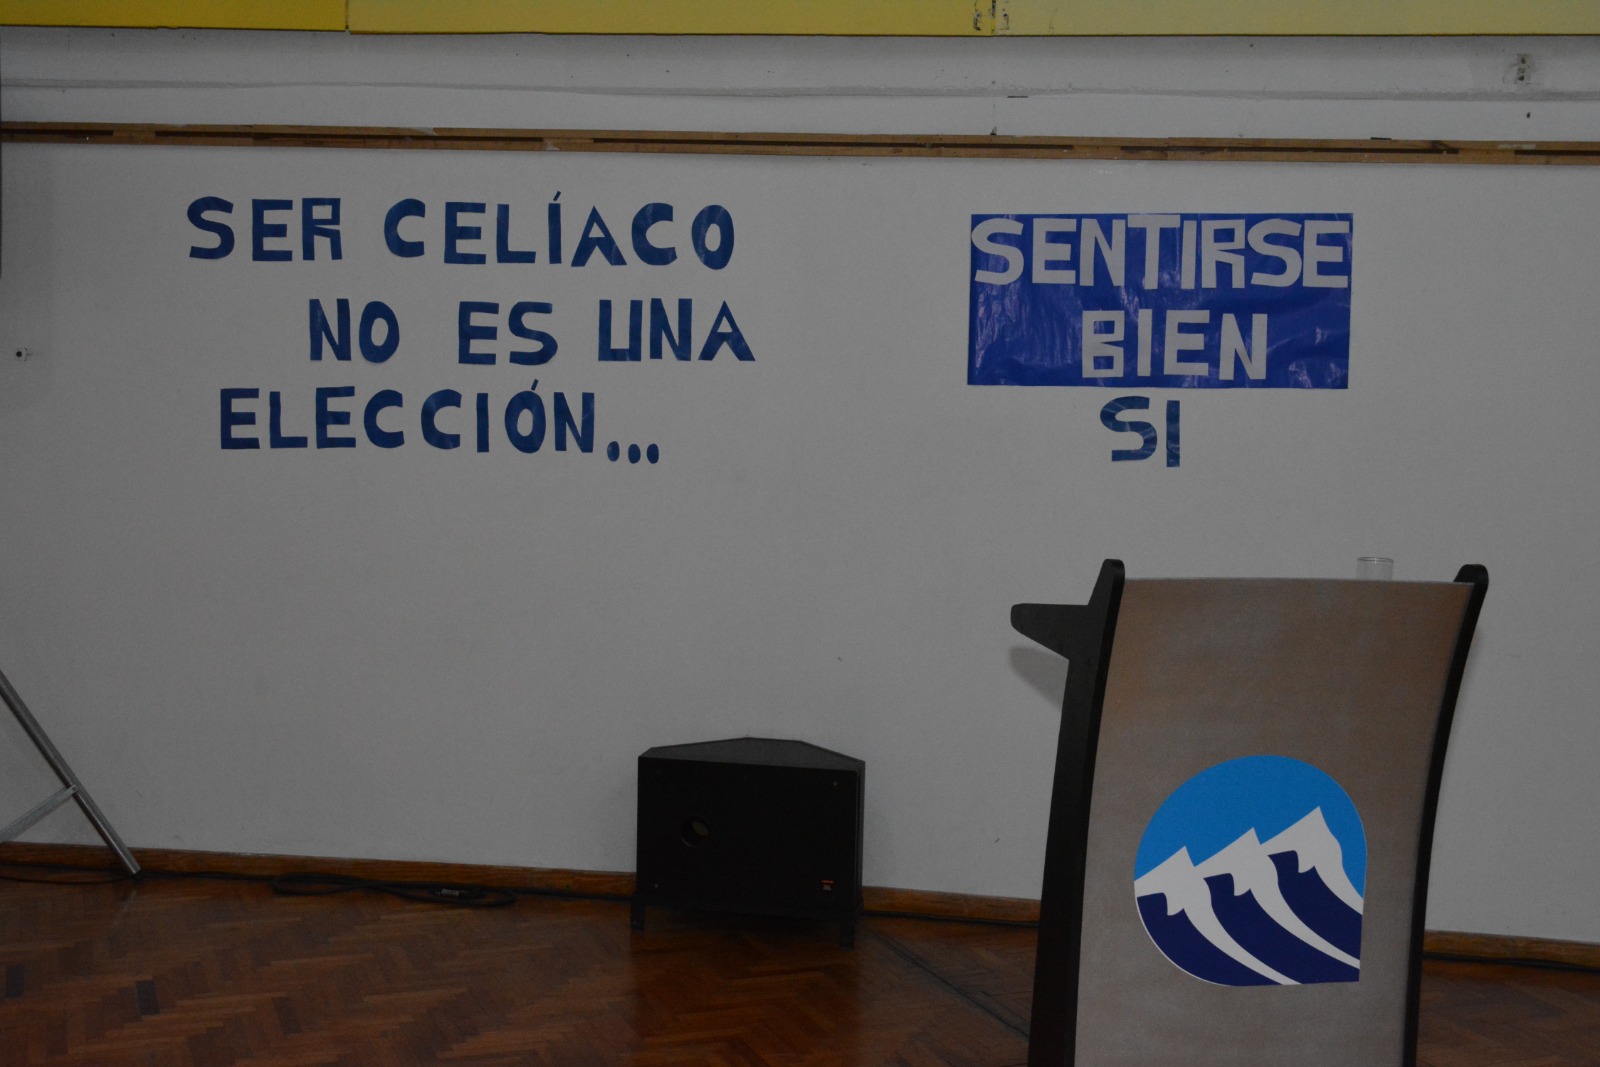 SER CELÍACO
NO ES UNA
ELECCIÓN...
SENTIRSE
BIEN
SI